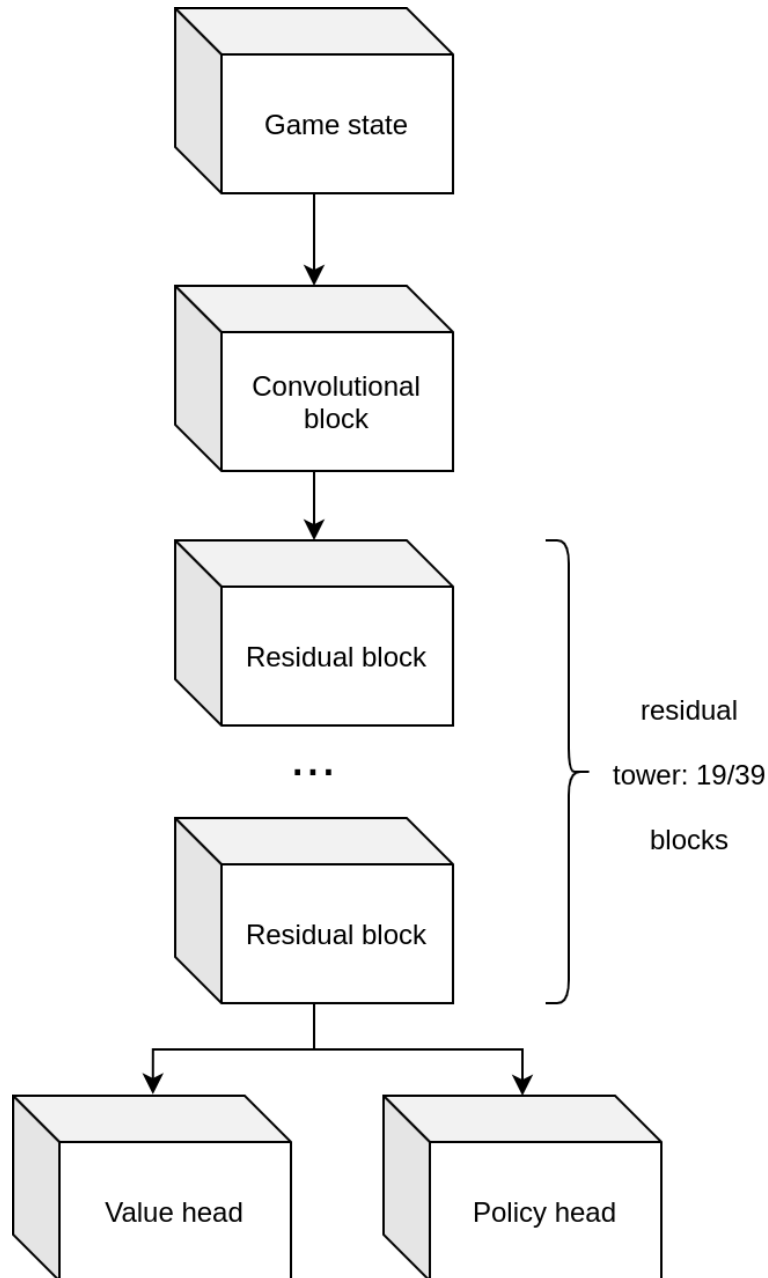 Game state
Convolutional
block
Residual block
...
residual
tower: 19/39
blocks
Residual block
Value head
Policy head